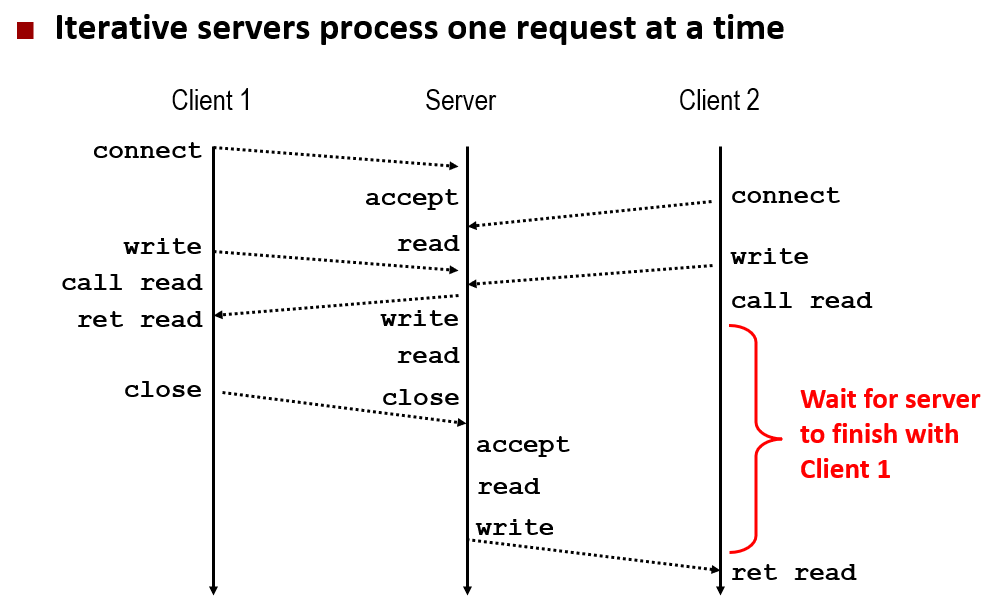 Iterative servers process one request at a time
Client 1
Server
Client 2
connect
accept
connect
write
read
write
call read
call read
ret read
write
read
close
close
Wait for server
to finish with
Client 1
accept
read
write
ret read